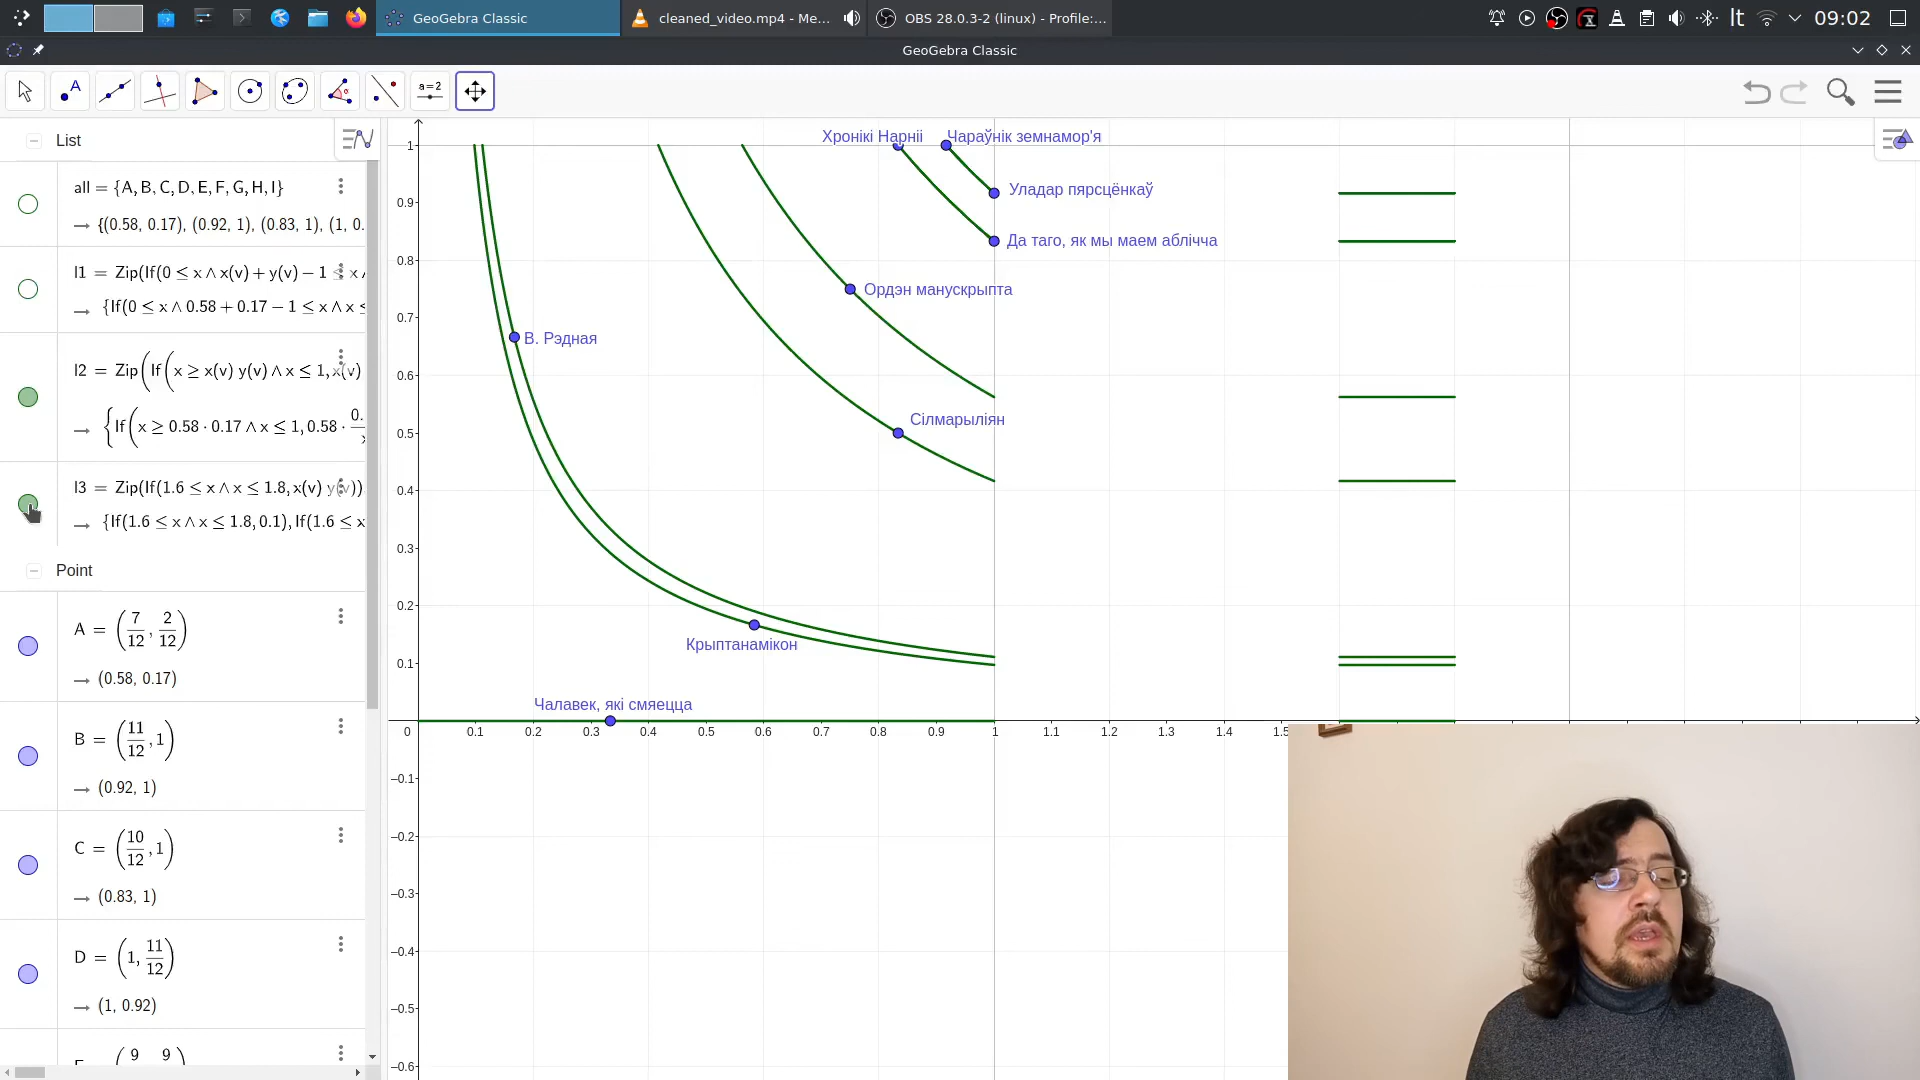 GeoGebra Classic
cleaned_video.mp4 - Me...
OBS 28.0.3-2 (linux) - Profile:...
lt
09:02
GeoGebra Classic
A
a=2
List
all = {A, B, C, D, E, F, G, H, I}
→ {(0.58, 0.17), (0.92, 1), (0.83, 1), (1, 0.
l1 = Zip(If(0 ≤ x ∧ x(v) + y(v) − 1 ≤ x ∧
→ {If(0 ≤ x ∧ 0.58 + 0.17 − 1 ≤ x ∧ x ≤
l2 = Zip(If(x ≥ x(v) y(v) ∧ x ≤ 1, x(v)
→ {If(x ≥ 0.58 · 0.17 ∧ x ≤ 1, 0.58 · 0.
l3 = Zip(If(1.6 ≤ x ∧ x ≤ 1.8, x(v) y(v))
→ {If(1.6 ≤ x ∧ x ≤ 1.8, 0.1), If(1.6 ≤ x
Point
A = (7/12, 2/12)
→ (0.58, 0.17)
B = (11/12, 1)
→ (0.92, 1)
C = (10/12, 1)
→ (0.83, 1)
D = (1, 11/12)
→ (1, 0.92)
9 9
Хронікі Нарніі
Чараўнік земнамор'я
Уладар пярсцёнкаў
Да таго, як мы маем аблічча
Ордэн манускрыпта
В. Рэдная
Сілмарыліян
Крыптанамікон
Чалавек, які смяецца
1
0.9
0.8
0.7
0.6
0.5
0.4
0.3
0.2
0.1
0 0.1 0.2 0.3 0.4 0.5 0.6 0.7 0.8 0.9 1 1.1 1.2 1.3 1.4 1.5
−0.1
−0.2
−0.3
−0.4
−0.5
−0.6